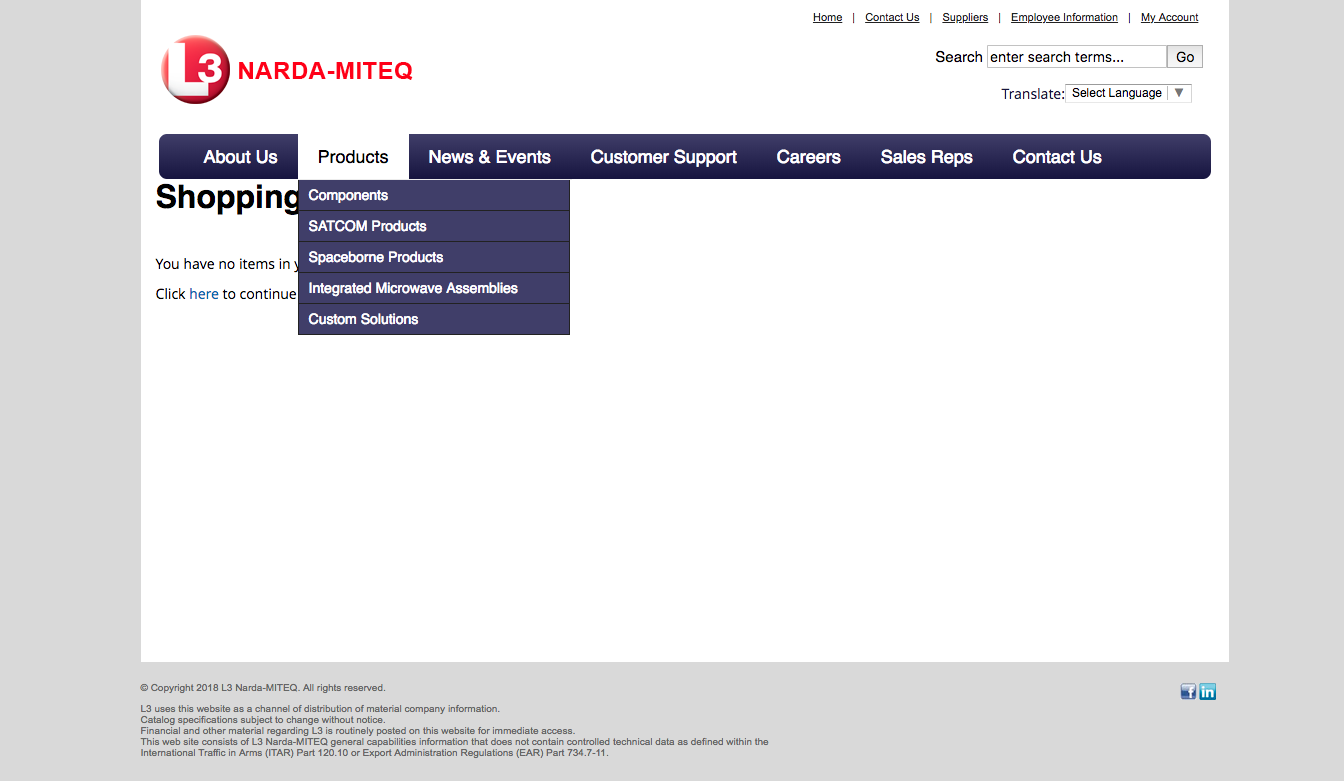 Home | Contact Us | Suppliers | Employee Information | My Account
L3 NARDA-MITEQ
Search enter search terms... Go
Translate: Select Language ▼
About Us Products News & Events Customer Support Careers Sales Reps Contact Us
Shopping
Components
SATCOM Products
Spaceborne Products
You have no items in
Integrated Microwave Assemblies
Click here to continue
Custom Solutions
© Copyright 2018 L3 Narda-MITEQ. All rights reserved.
L3 uses this website as a channel of distribution of material company information.
Catalog specifications subject to change without notice.
Financial and other material regarding L3 is routinely posted on this website for immediate access.
This web site consists of L3 Narda-MITEQ general capabilities information that does not contain controlled technical data as defined within the
International Traffic in Arms (ITAR) Part 120.10 or Export Administration Regulations (EAR) Part 734.7-11.
f in